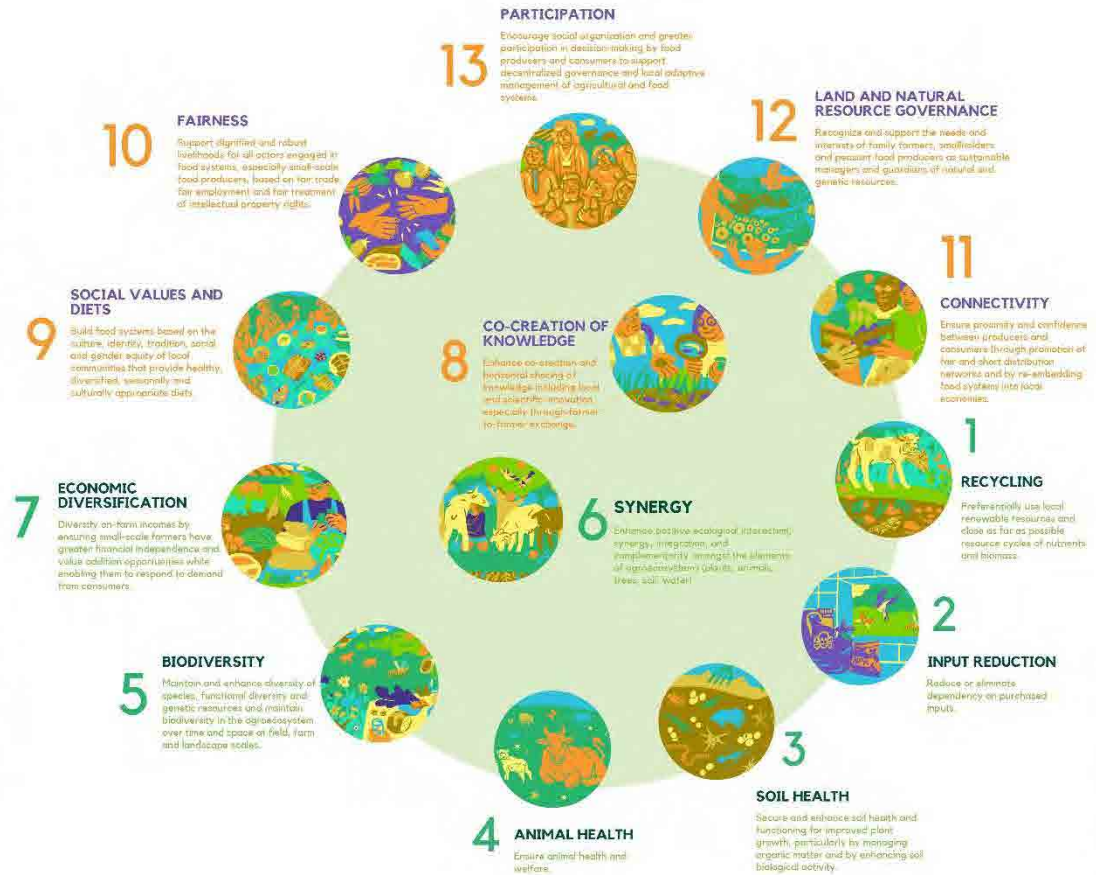 13
PARTICIPATION
Encourage social organization and greater
participation in decision-making by food
producers and consumers to support
decentralized governance and local adaptive
management of agricultural and food
systems.
12
LAND AND NATURAL
RESOURCE GOVERNANCE
Recognize and support the needs and
interests of family farmers, smallholders
and peasant food producers as sustainable
managers and guardians of natural and
genetic resources.
10
FAIRNESS
Support dignified and robust
livelihoods for all actors engaged in
food systems, especially small-scale
food producers, based on fair trade
fair employment and fair treatment
of intellectual property rights.
11
CONNECTIVITY
Ensure proximity and confidence
between producers and
consumers through promotion of
fair and short distribution
networks and by re-embedding
food systems into local
economies.
9
SOCIAL VALUES AND
DIETS
Build food systems based on the
culture, identity, tradition, social
and gender equity of local
communities that provide healthy,
diversified, seasonally and
culturally appropriate diets.
8
CO-CREATION OF
KNOWLEDGE
Enhance co-creation and
horizontal sharing of
knowledge including local
and scientific innovation
especially through farmer
to-farmer exchange.
1
RECYCLING
Preferentially use local
renewable resources and
close as far as possible
resource cycles of nutrients
and biomass.
7
ECONOMIC
DIVERSIFICATION
Diversify on-farm incomes by
ensuring small-scale farmers have
greater financial independence and
value addition opportunities while
enabling them to respond to demand
from consumers.
6
SYNERGY
Enhance positive ecological interaction,
synergy, integration, and
complementarity amongst the elements
of agroecosystems (plants, animals,
trees, soil, water)
2
INPUT REDUCTION
Reduce or eliminate
dependency on purchased
inputs.
5
BIODIVERSITY
Maintain and enhance diversity of
species, functional diversity and
genetic resources and maintain
biodiversity in the agroecosystem
over time and space at field, farm
and landscape scales.
3
SOIL HEALTH
Secure and enhance soil health and
functioning for improved plant
growth, particularly by managing
organic matter and by enhancing soil
biological activity.
4
ANIMAL HEALTH
Ensure animal health and
welfare.